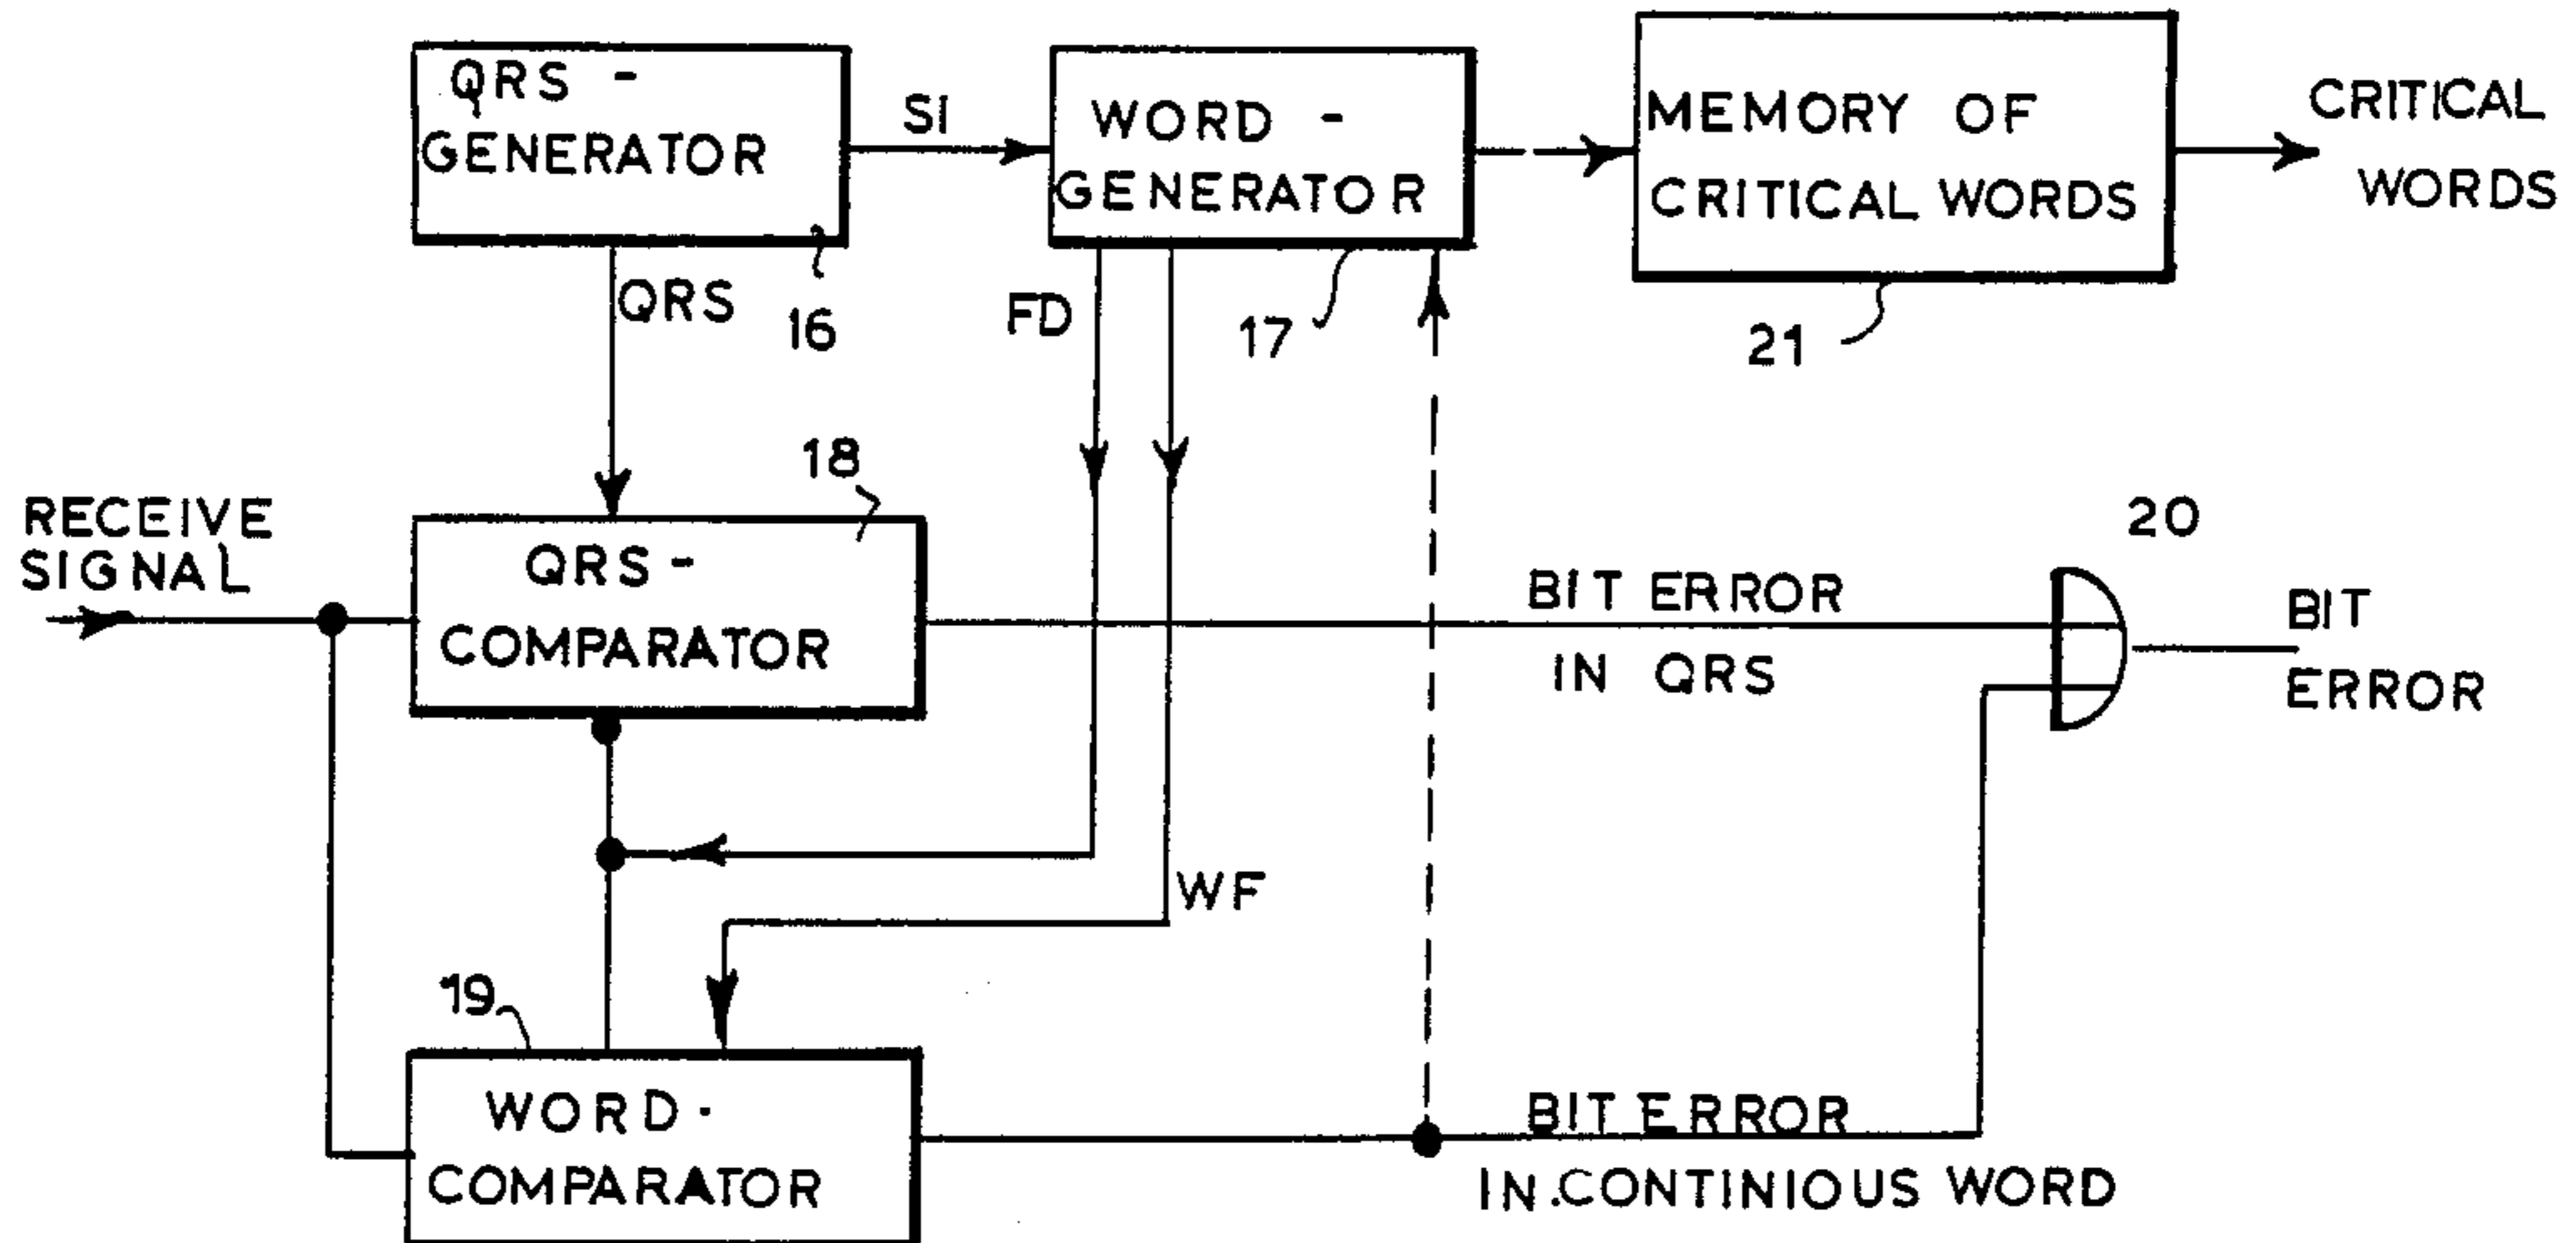 QRS -
GENERATOR
16
SI
WORD -
GENERATOR
17
MEMORY OF
CRITICAL WORDS
21
CRITICAL
WORDS
QRS
FD
RECEIVE
SIGNAL
18
QRS -
COMPARATOR
BIT ERROR
IN QRS
20
BIT
ERROR
WF
19
WORD -
COMPARATOR
BIT ERROR
IN.CONTINIOUS WORD